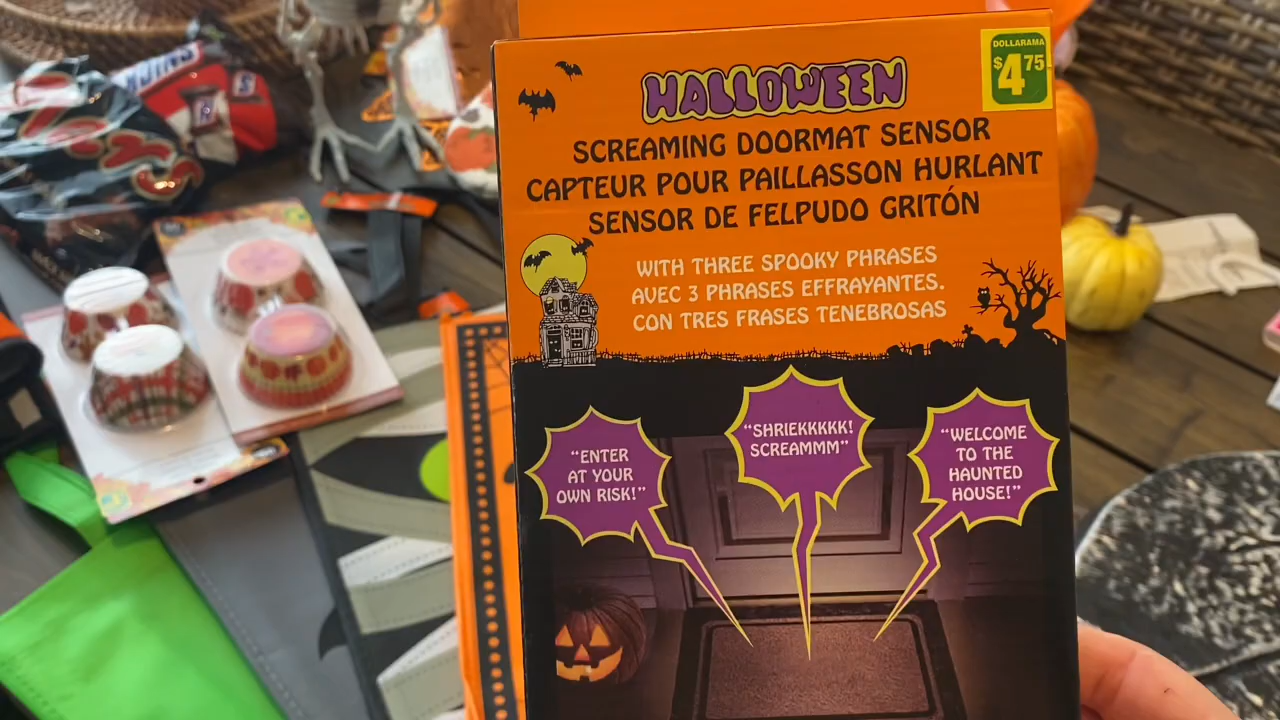 DOLLARAMA
$4.75
HALLOWEEN
SCREAMING DOORMAT SENSOR
CAPTEUR POUR PAILLASSON HURLANT
SENSOR DE FELPUDO GRITÓN
WITH THREE SPOOKY PHRASES
AVEC 3 PHRASES EFFRAYANTES.
CON TRES FRASES TENEBROSAS
"ENTER
AT YOUR
OWN RISK!"
"SHRIEKKKKK!
SCREAMMM"
"WELCOME
TO THE
HAUNTED
HOUSE!"